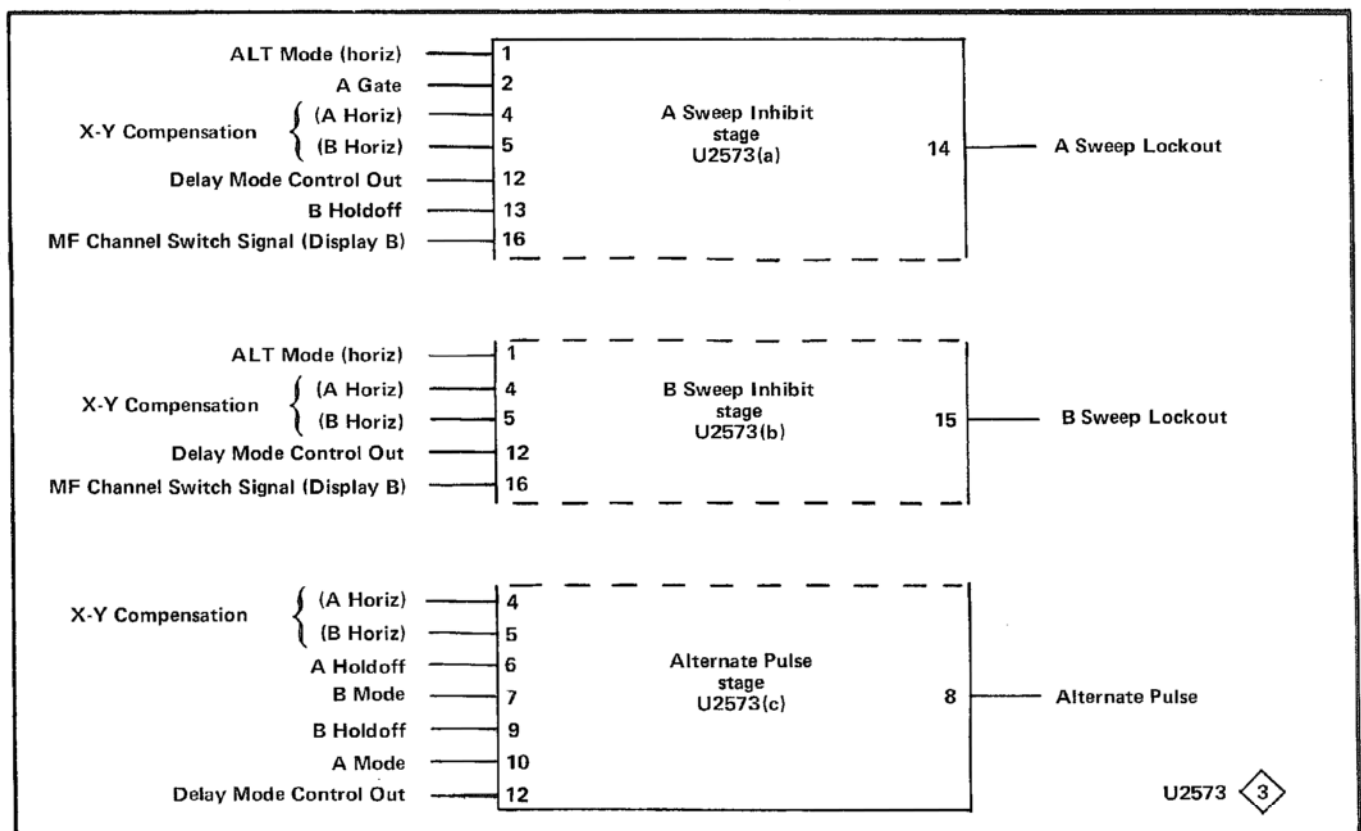 ALT Mode (horiz) 1
A Gate 2
X-Y Compensation { (A Horiz) 4
(B Horiz) 5
Delay Mode Control Out 12
B Holdoff 13
MF Channel Switch Signal (Display B) 16
A Sweep Inhibit
stage
U2573(a)
14 A Sweep Lockout
ALT Mode (horiz) 1
X-Y Compensation { (A Horiz) 4
(B Horiz) 5
Delay Mode Control Out 12
MF Channel Switch Signal (Display B) 16
B Sweep Inhibit
stage
U2573(b)
15 B Sweep Lockout
X-Y Compensation { (A Horiz) 4
(B Horiz) 5
A Holdoff 6
B Mode 7
B Holdoff 9
A Mode 10
Delay Mode Control Out 12
Alternate Pulse
stage
U2573(c)
8 Alternate Pulse
U2573 3